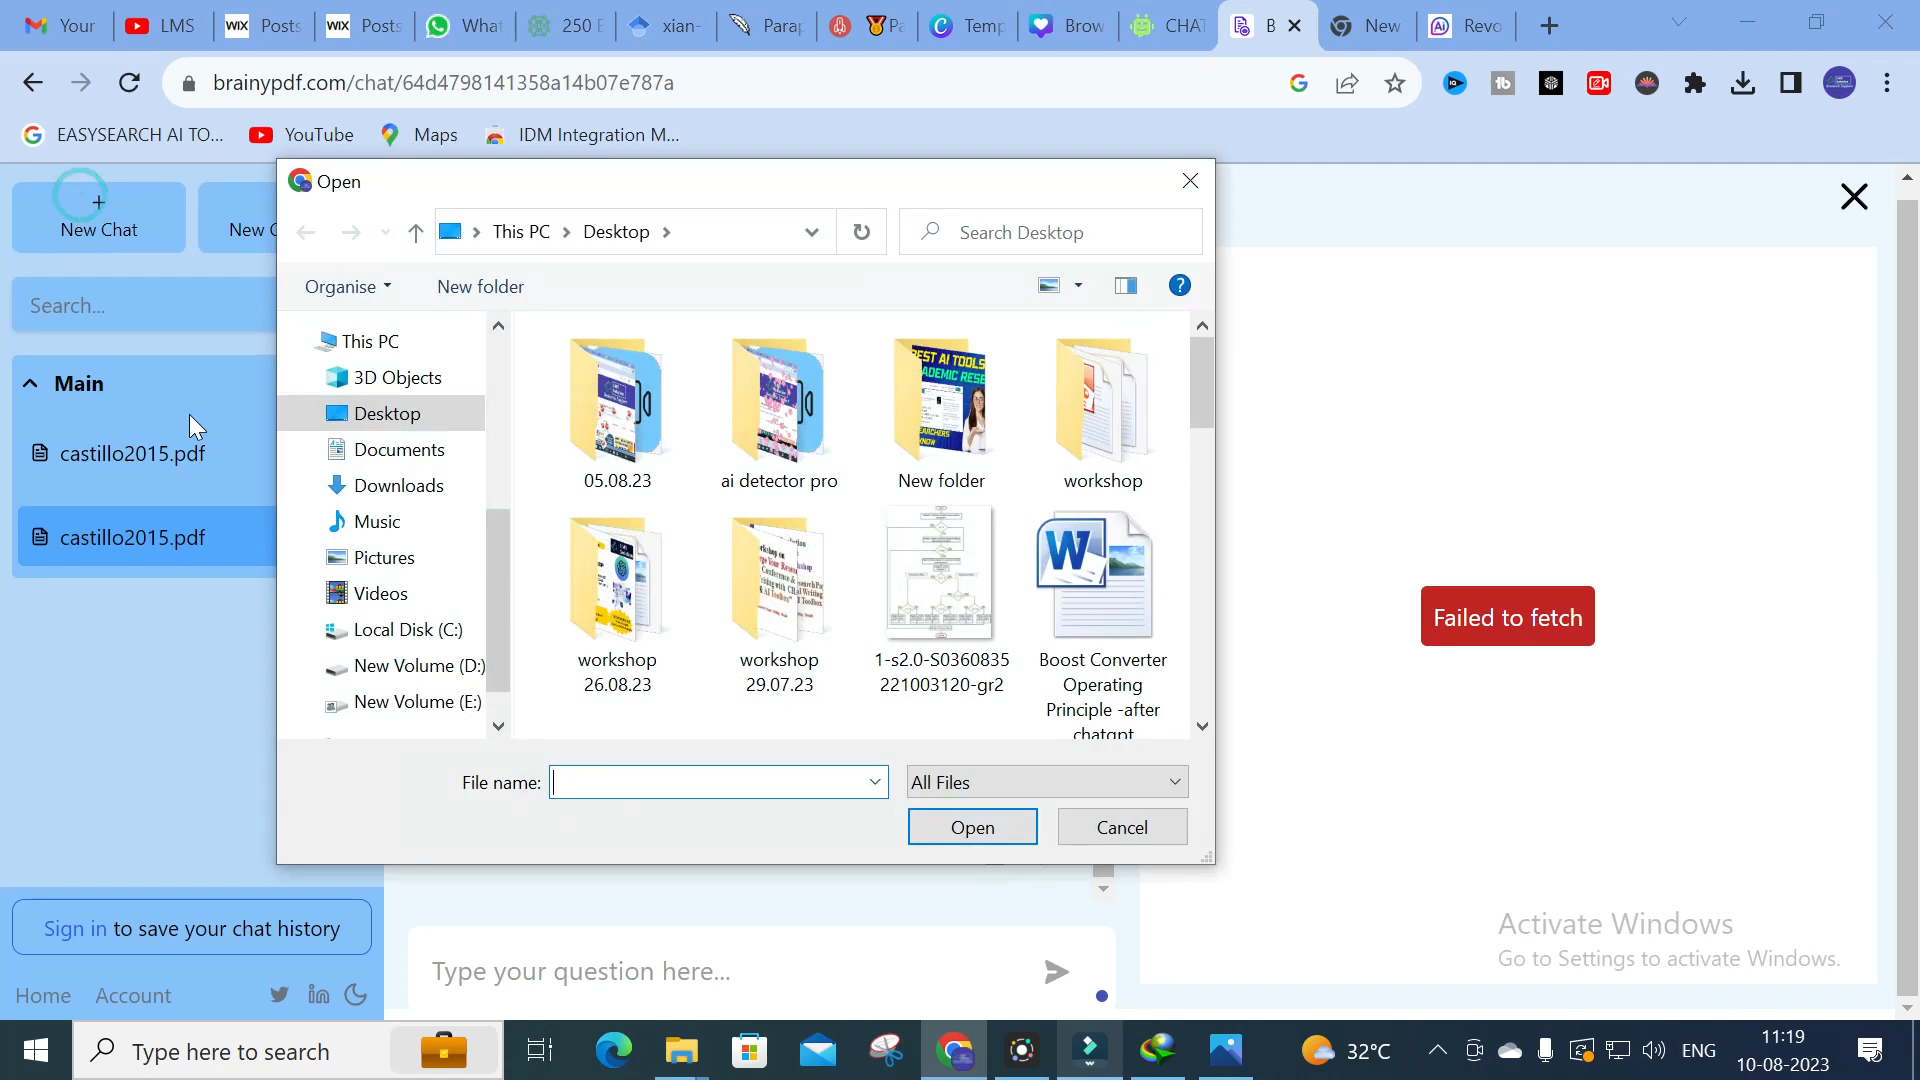 Your
LMS
WIX Posts
WIX Posts
What
250 E
xian-
Parap
Pa
Temp
Brow
CHAT
B
New
Revo
brainypdf.com/chat/64d4798141358a14b07e787a
EASYSEARCH AI TO...
YouTube
Maps
IDM Integration M...
+
New Chat
New
Search...
Main
castillo2015.pdf
castillo2015.pdf
Sign in to save your chat history
Home
Account
Open
This PC
Desktop
Search Desktop
Organise
New folder
This PC
3D Objects
Desktop
Documents
Downloads
Music
Pictures
Videos
Local Disk (C:)
New Volume (D:)
New Volume (E:)
05.08.23
ai detector pro
New folder
workshop
workshop
26.08.23
workshop
29.07.23
1-s2.0-S0360835
221003120-gr2
Boost Converter
Operating
Principle -after
chatgpt
File name:
All Files
Open
Cancel
Failed to fetch
Type your question here...
Activate Windows
Go to Settings to activate Windows.
Type here to search
32°C
ENG
11:19
10-08-2023